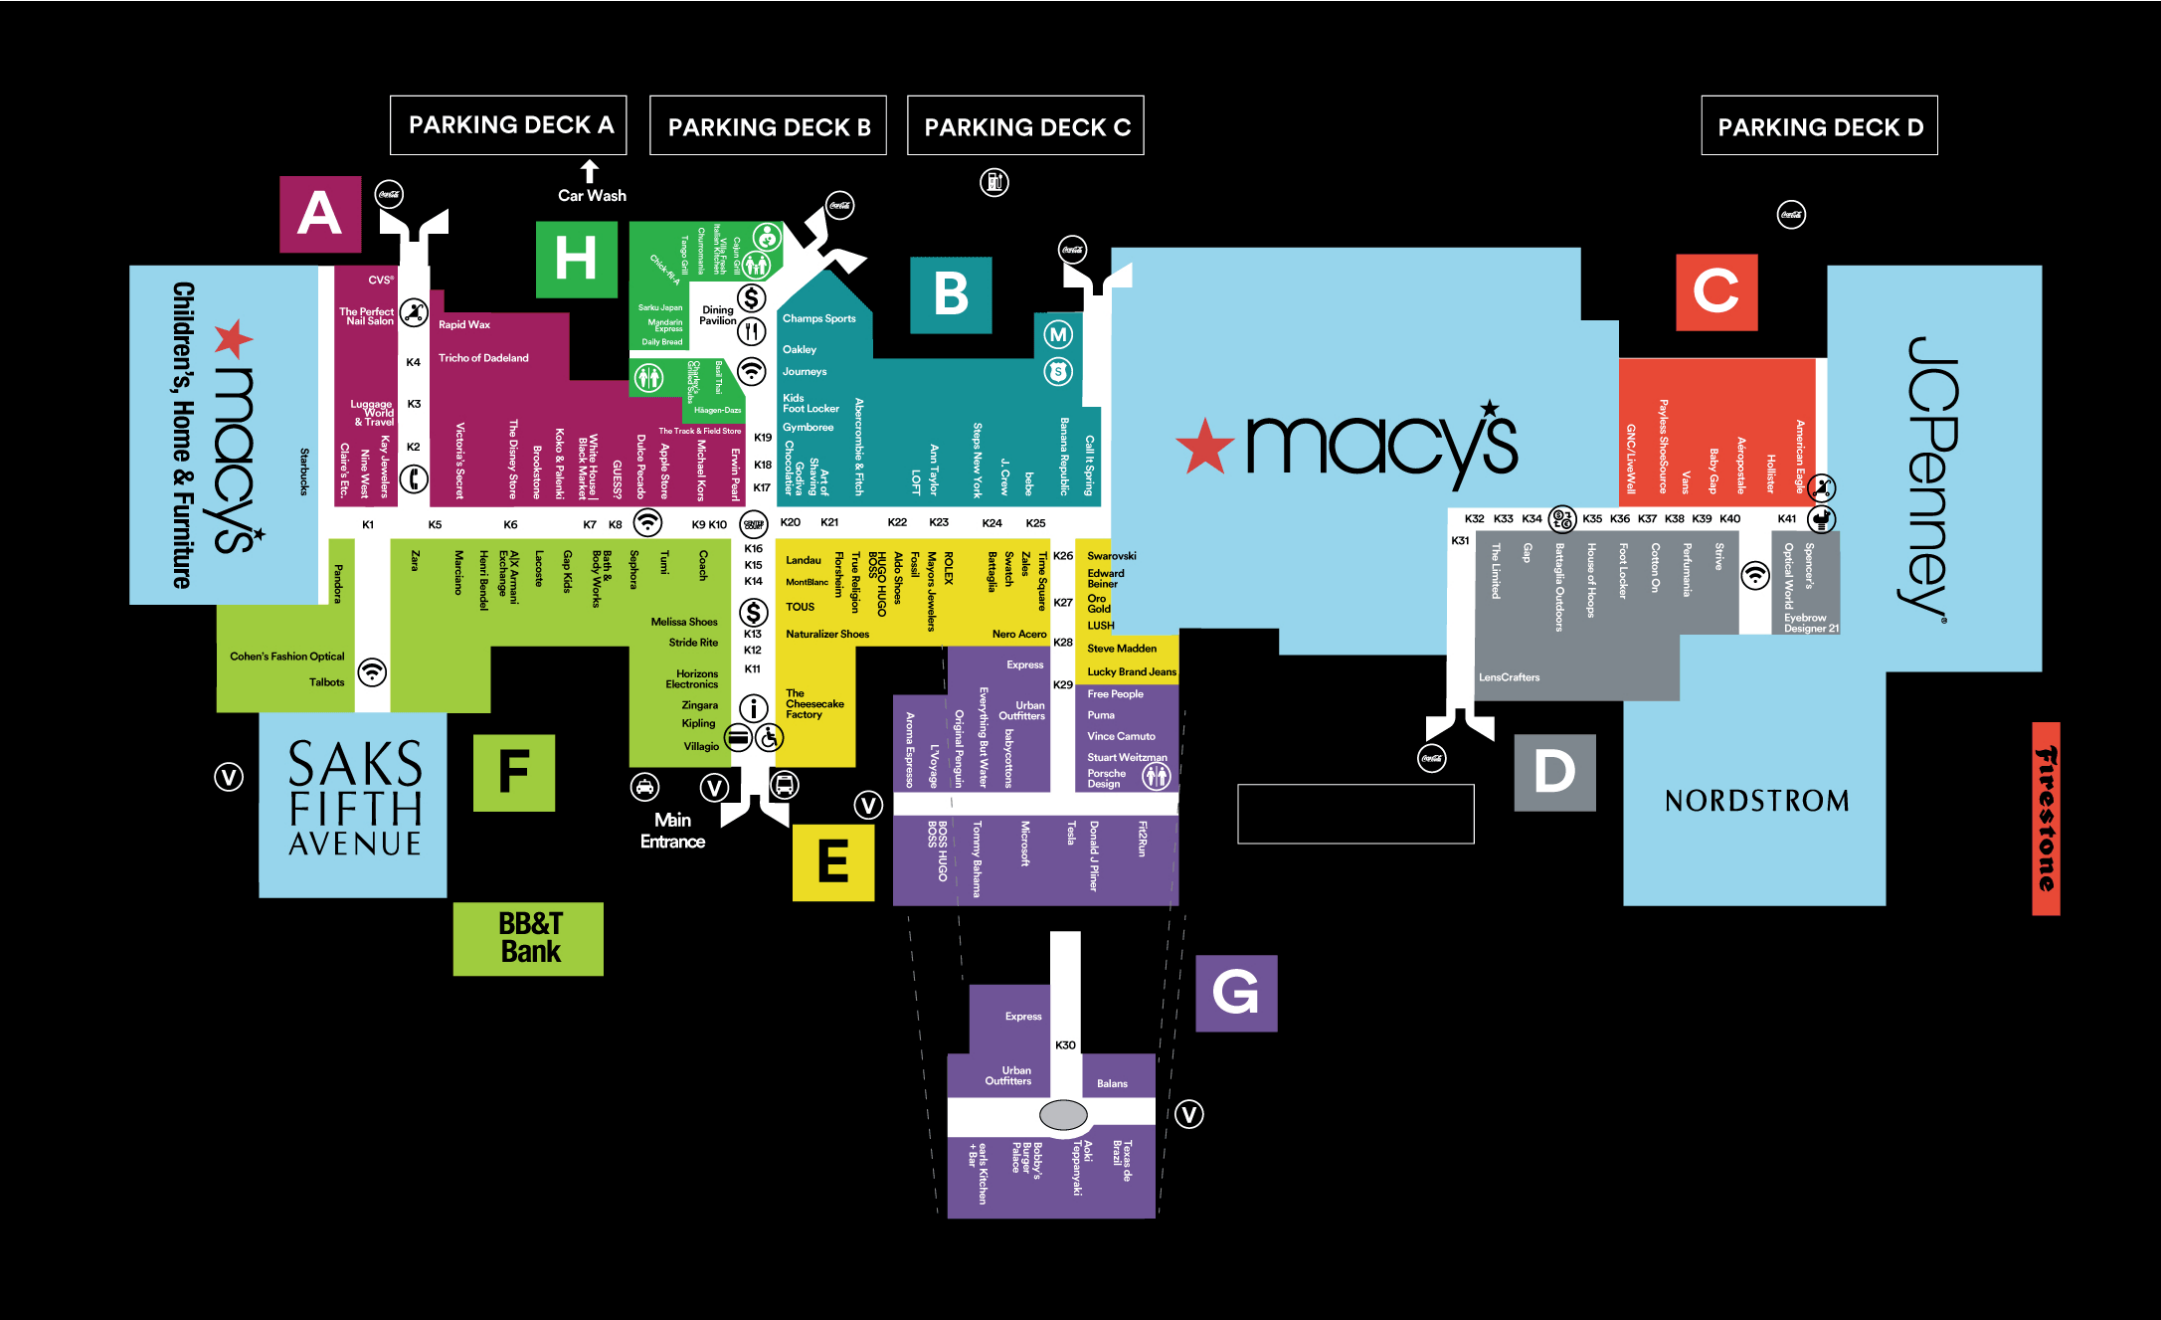 PARKING DECK A
PARKING DECK B
PARKING DECK C
PARKING DECK D
Car Wash
A
H
B
C
Children's, Home & Furniture
macy's
Starbucks
CVS®
The Perfect
Nail Salon
Luggage
World
& Travel
Claire's Etc.
Nine West
Kay Jewelers
K4
K3
K2
Rapid Wax
Tricho of Dadeland
Victoria's Secret
The Disney Store
Brookstone
Koko & Palenki
White House |
Black Market
GUESS?
Dulce Pecado
Apple Store
Michael Kors
Erwin Pearl
The Track & Field Store
Chick-fil-A
Tango Grill
Churromania
Villa Fresh
Italian Kitchen
Cajun Grill
Sarku Japan
Mandarin
Express
Daily Bread
Dining
Pavilion
$
Charley's
Grilled Subs
Basil Thai
Häagen-Dazs
K19
K18
K17
Champs Sports
Oakley
Journeys
Kids
Foot Locker
Gymboree
Godiva
Chocolatier
Art of
Shaving
Abercrombie & Fitch
LOFT
Ann Taylor
Steps New York
J. Crew
bebe
Banana Republic
Call It Spring
M
S
macy's
GNC/LiveWell
Payless ShoeSource
Vans
Baby Gap
Aéropostale
Hollister
American Eagle
JCPenney®
K1
K5
K6
K7
K8
K9
K10
K20
K21
K22
K23
K24
K25
K32
K33
K34
K35
K36
K37
K38
K39
K40
K41
K31
Pandora
Cohen's Fashion Optical
Talbots
Zara
Marciano
Henri Bendel
A|X Armani
Exchange
Lacoste
Gap Kids
Bath &
Body Works
Sephora
Tumi
Coach
Melissa Shoes
Stride Rite
Horizons
Electronics
Zingara
Kipling
Villagio
K16
K15
K14
$
K13
K12
K11
i
Landau
MontBlanc
TOUS
Naturalizer Shoes
The
Cheesecake
Factory
Florsheim
True Religion
HUGO HUGO
BOSS
Aldo Shoes
Fossil
Mayors Jewelers
ROLEX
Battaglia
Swatch
Zales
Time Square
Nero Acero
K26
K27
K28
K29
Swarovski
Edward
Beiner
Oro
Gold
LUSH
Steve Madden
Lucky Brand Jeans
Express
Urban
Outfitters
Aroma Espresso
L'Voyage
Original Penguin
Everything But Water
babycottons
Free People
Puma
Vince Camuto
Stuart Weitzman
Porsche
Design
BOSS HUGO
BOSS
Tommy Bahama
Microsoft
Tesla
Donald J Pliner
Fit2Run
The Limited
Gap
Battaglia Outdoors
House of Hoops
Foot Locker
Cotton On
Perfumania
Strive
Optical World
Spencer's
Eyebrow
Designer 21
LensCrafters
SAKS
FIFTH
AVENUE
V
F
V
Main
Entrance
V
E
D
NORDSTROM
Firestone
BB&T
Bank
G
Express
K30
Urban
Outfitters
Balans
V
earls Kitchen
+ Bar
Bobby's
Burger
Palace
Aoki
Teppanyaki
Texas de
Brazil